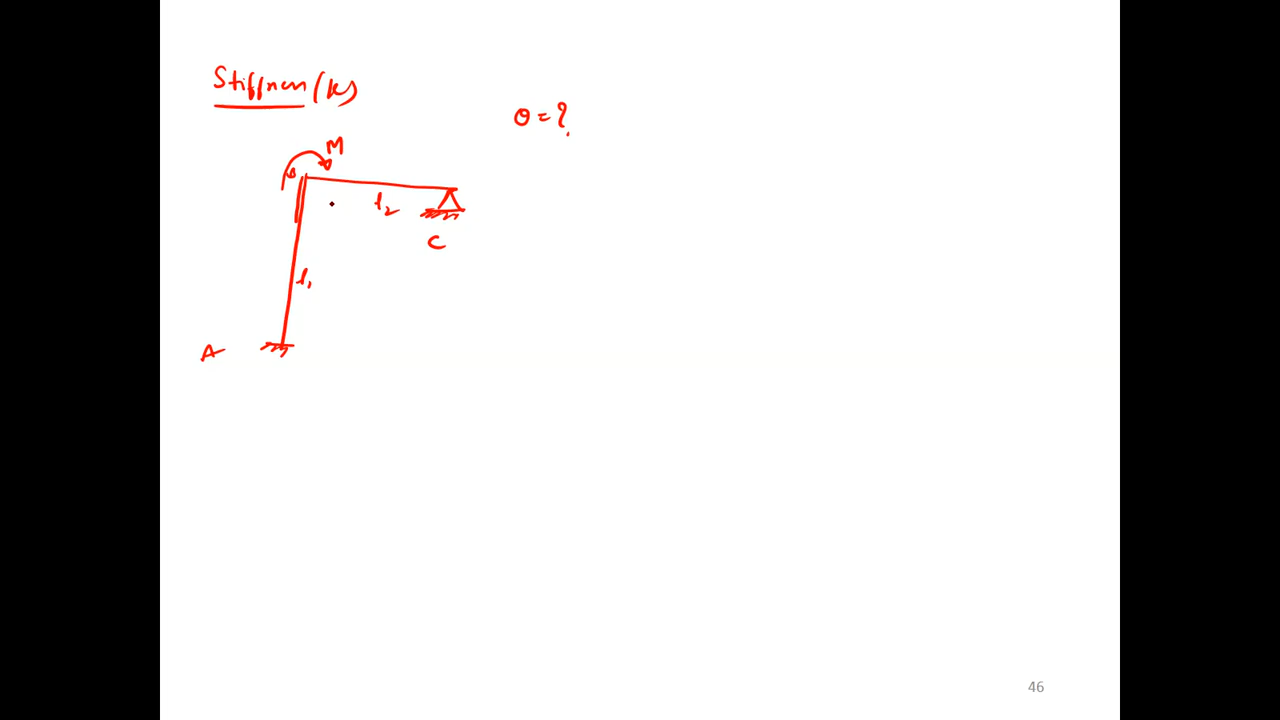 Stiffness (k)
θ = ?
M
θ
l₂
C
l₁
A
46